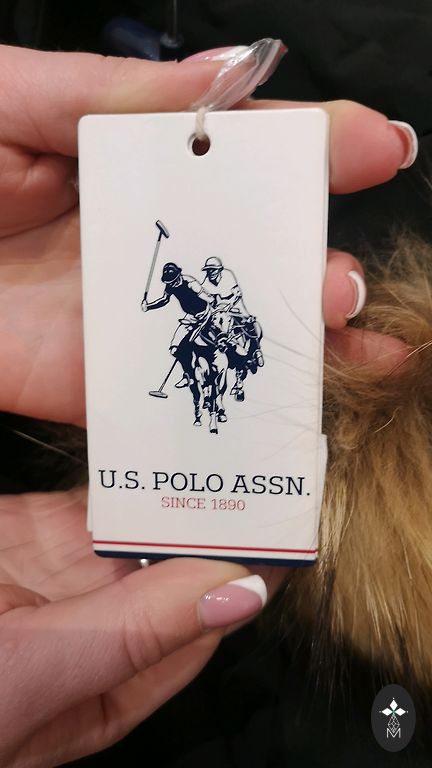 U.S. POLO ASSN.
SINCE 1890
M